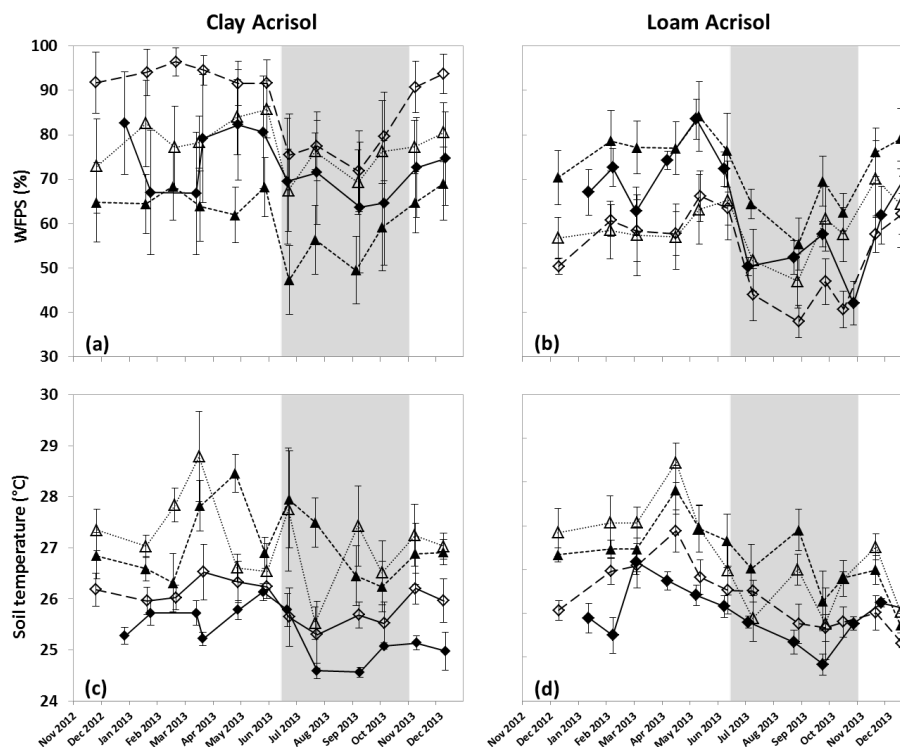 Clay Acrisol
Loam Acrisol
WFPS (%)
100
90
80
70
60
50
40
30
(a)
(b)
Soil temperature (°C)
30
29
28
27
26
25
24
(c)
(d)
Nov 2012
Dec 2012
Jan 2013
Feb 2013
Mar 2013
Apr 2013
May 2013
Jun 2013
Jul 2013
Aug 2013
Sep 2013
Oct 2013
Nov 2013
Dec 2013
Nov 2012
Dec 2012
Jan 2013
Feb 2013
Mar 2013
Apr 2013
May 2013
Jun 2013
Jul 2013
Aug 2013
Sep 2013
Oct 2013
Nov 2013
Dec 2013